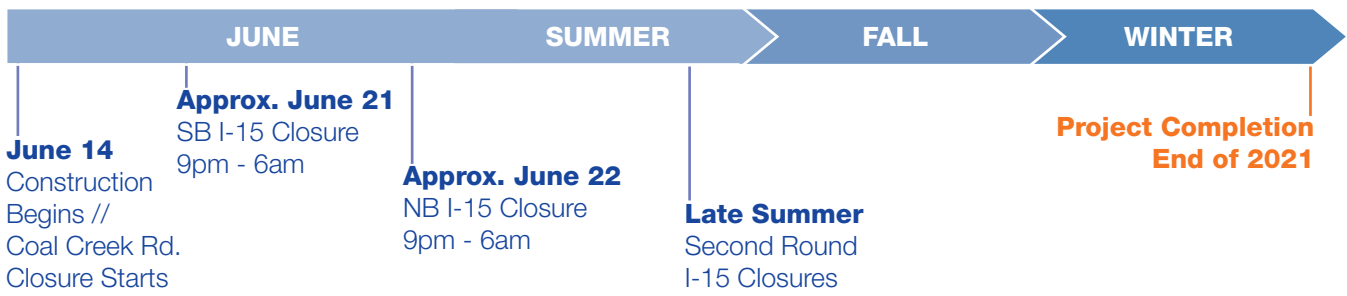 JUNE
SUMMER
FALL
WINTER
June 14
Construction
Begins //
Coal Creek Rd.
Closure Starts
Approx. June 21
SB I-15 Closure
9pm - 6am
Approx. June 22
NB I-15 Closure
9pm - 6am
Late Summer
Second Round
I-15 Closures
Project Completion
End of 2021